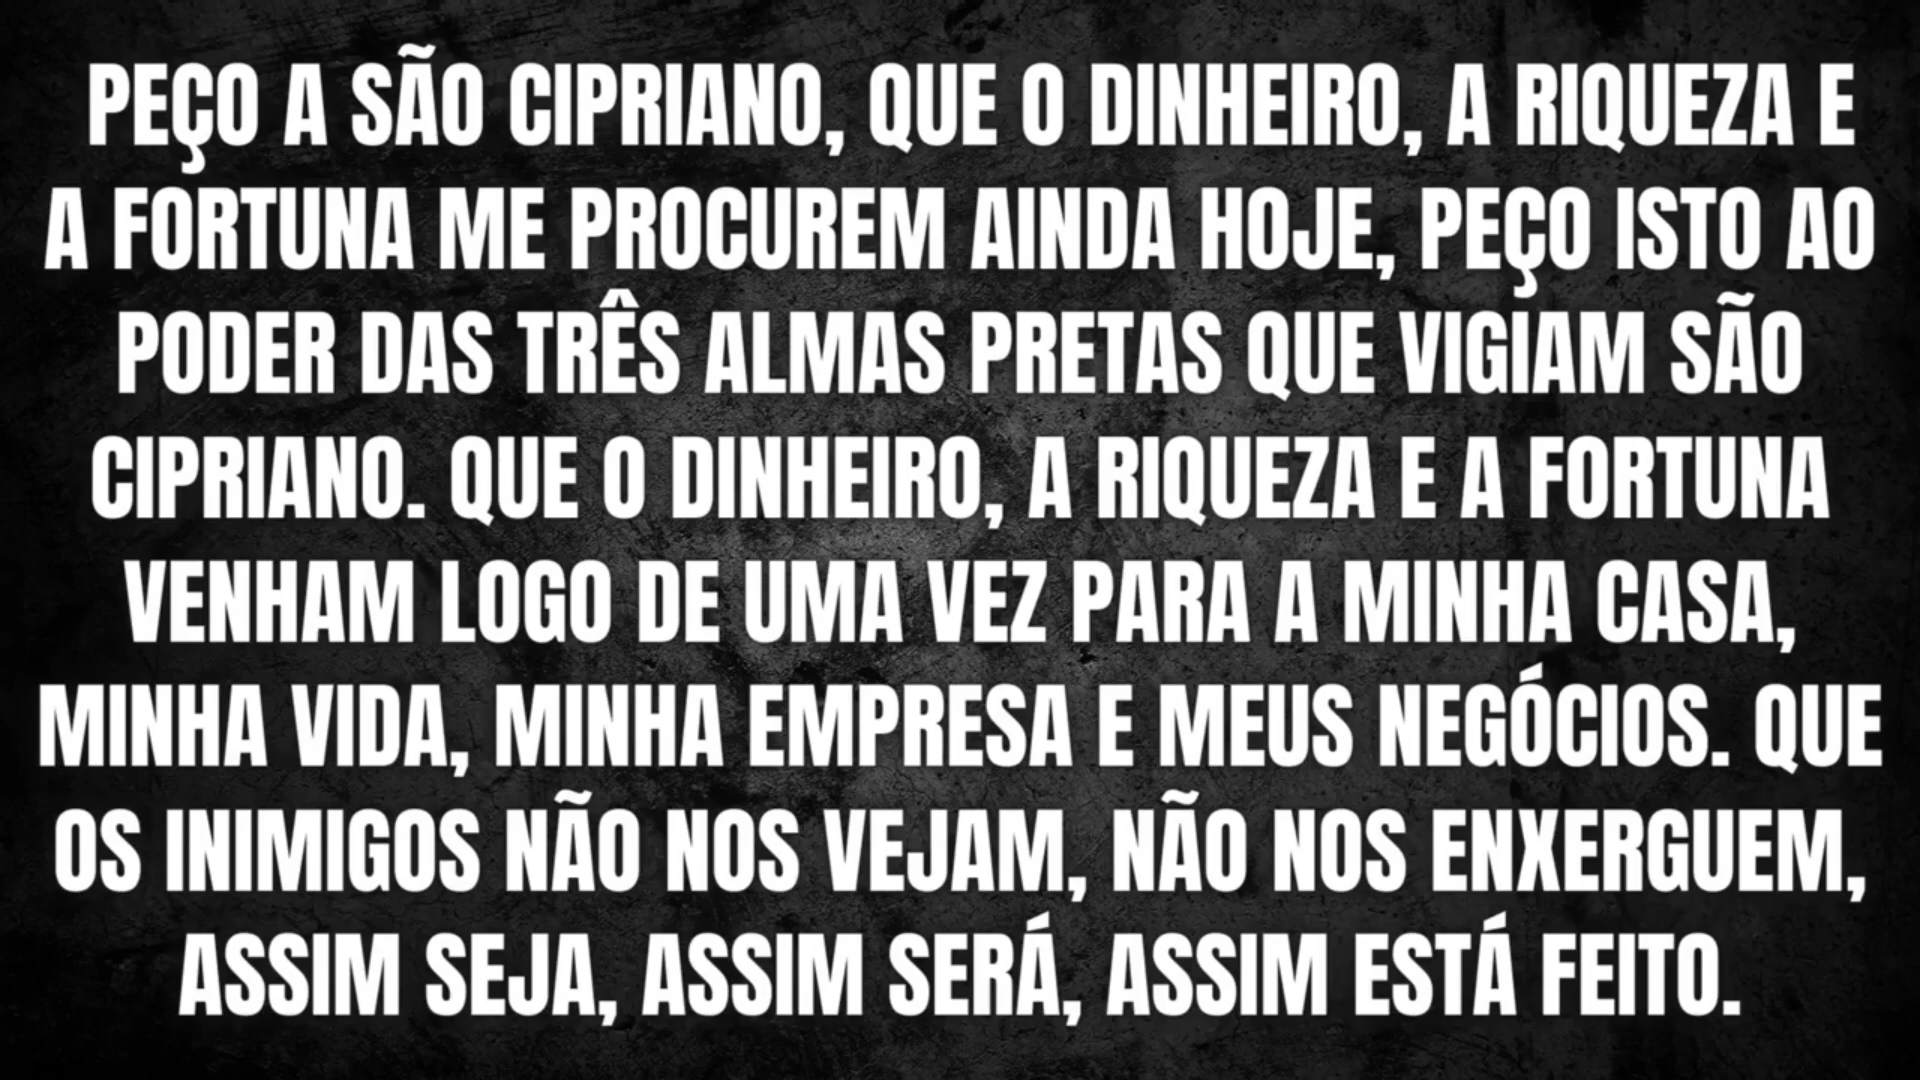 PEÇO A SÃO CIPRIANO, QUE O DINHEIRO, A RIQUEZA E
A FORTUNA ME PROCUREM AINDA HOJE, PEÇO ISTO AO
PODER DAS TRÊS ALMAS PRETAS QUE VIGIAM SÃO
CIPRIANO. QUE O DINHEIRO, A RIQUEZA E A FORTUNA
VENHAM LOGO DE UMA VEZ PARA A MINHA CASA,
MINHA VIDA, MINHA EMPRESA E MEUS NEGÓCIOS. QUE
OS INIMIGOS NÃO NOS VEJAM, NÃO NOS ENXERGUEM,
ASSIM SEJA, ASSIM SERÁ, ASSIM ESTÁ FEITO.